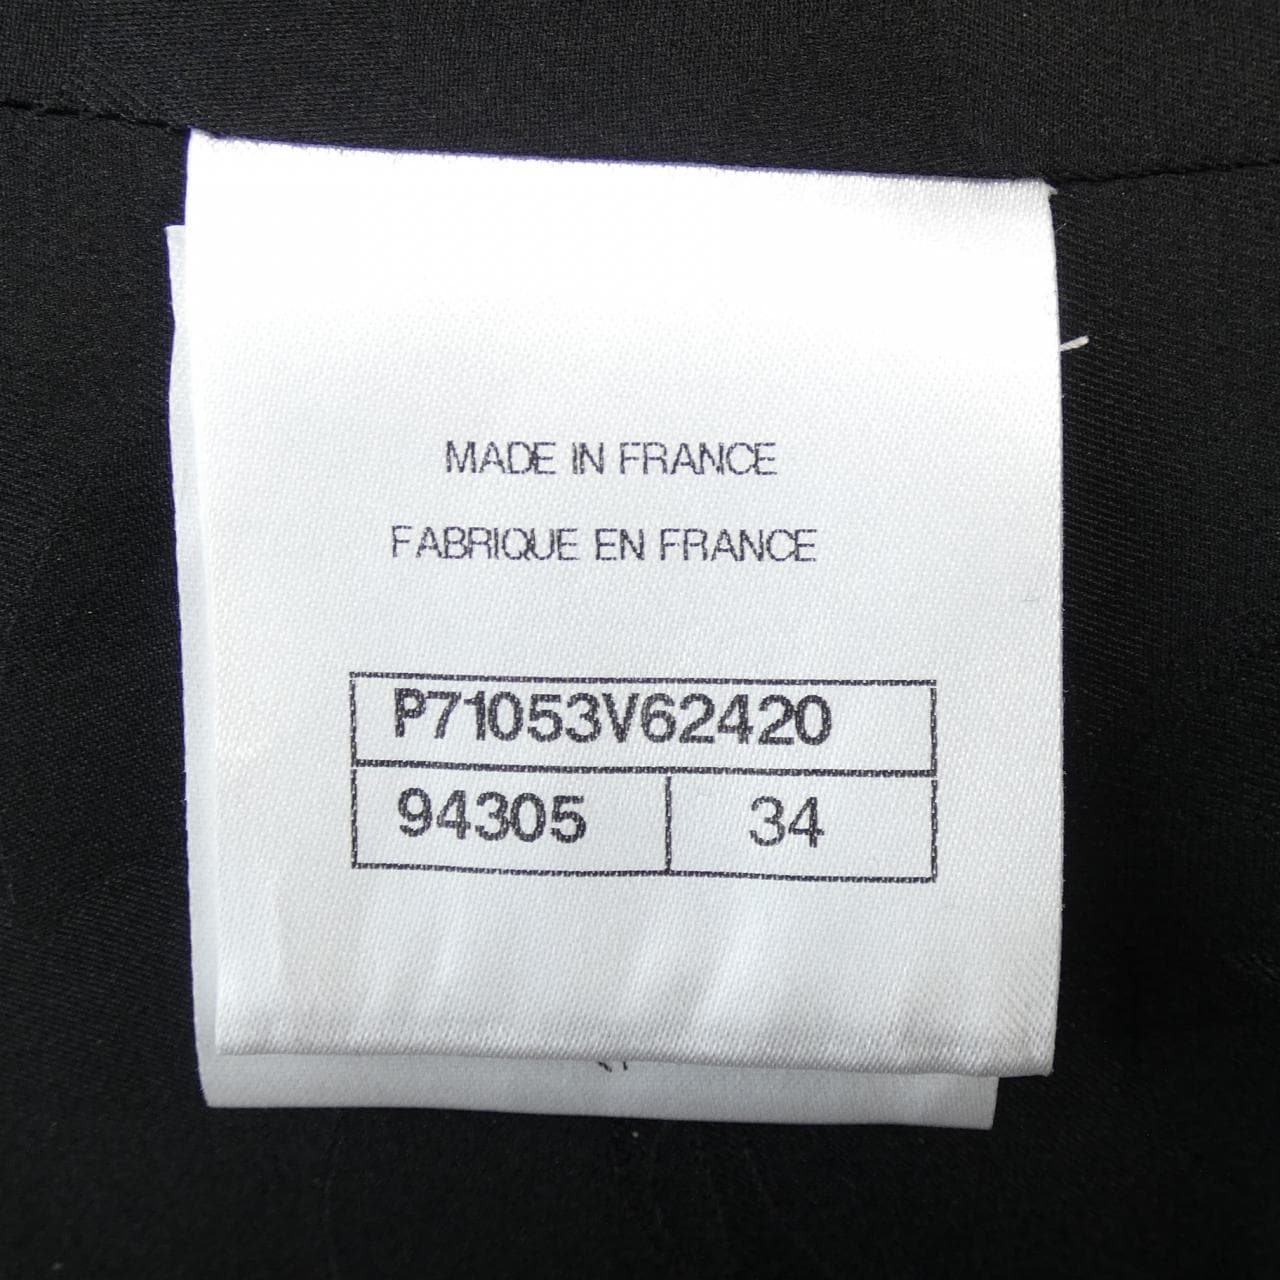 MADE IN FRANCE
FABRIQUE EN FRANCE
P71053V62420
94305 34